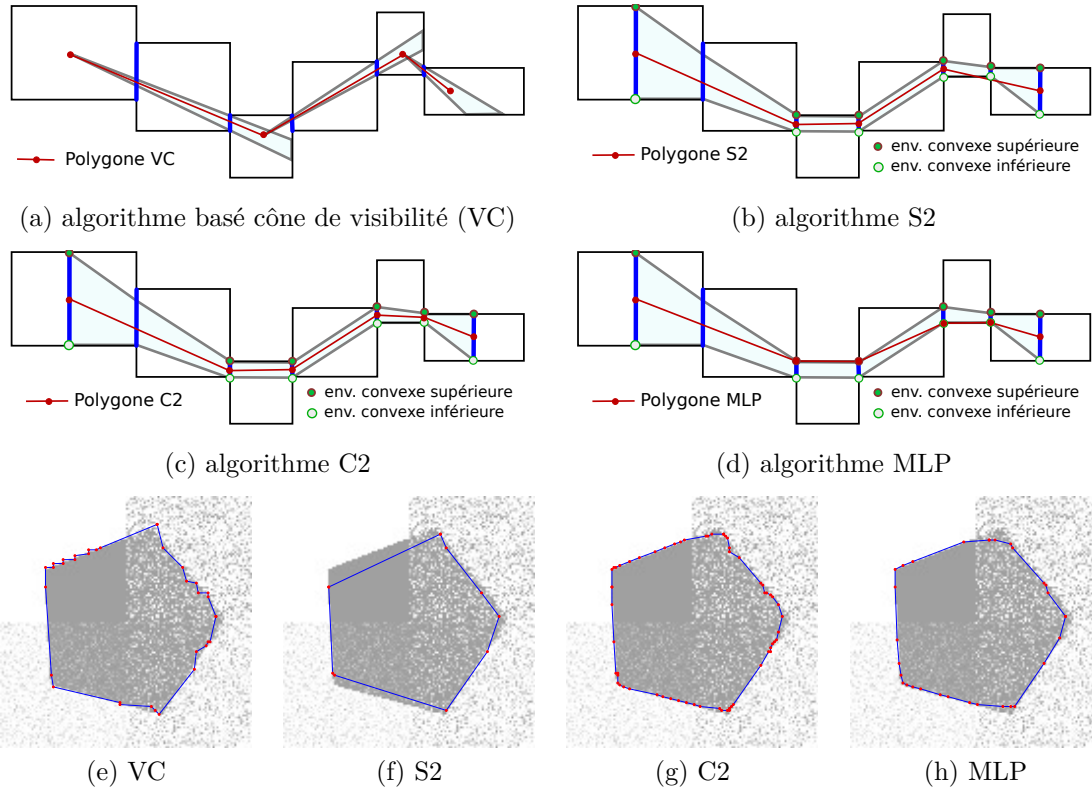 Polygone VC
(a) algorithme basé cône de visibilité (VC)
Polygone S2
env. convexe supérieure
env. convexe inférieure
(b) algorithme S2
Polygone C2
env. convexe supérieure
env. convexe inférieure
(c) algorithme C2
Polygone MLP
env. convexe supérieure
env. convexe inférieure
(d) algorithme MLP
(e) VC
(f) S2
(g) C2
(h) MLP